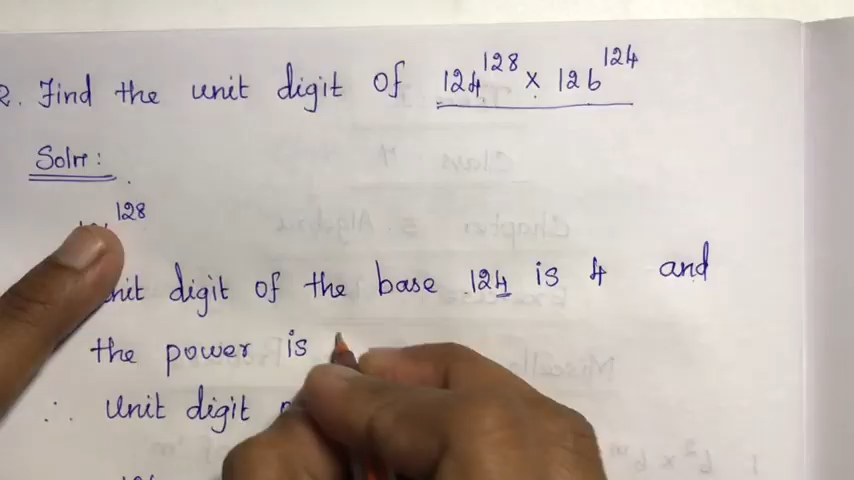 2. Find the unit digit of 124^128 × 126^124
Soln:
128
unit digit of the base 124 is 4 and
the power is
∴ unit digit